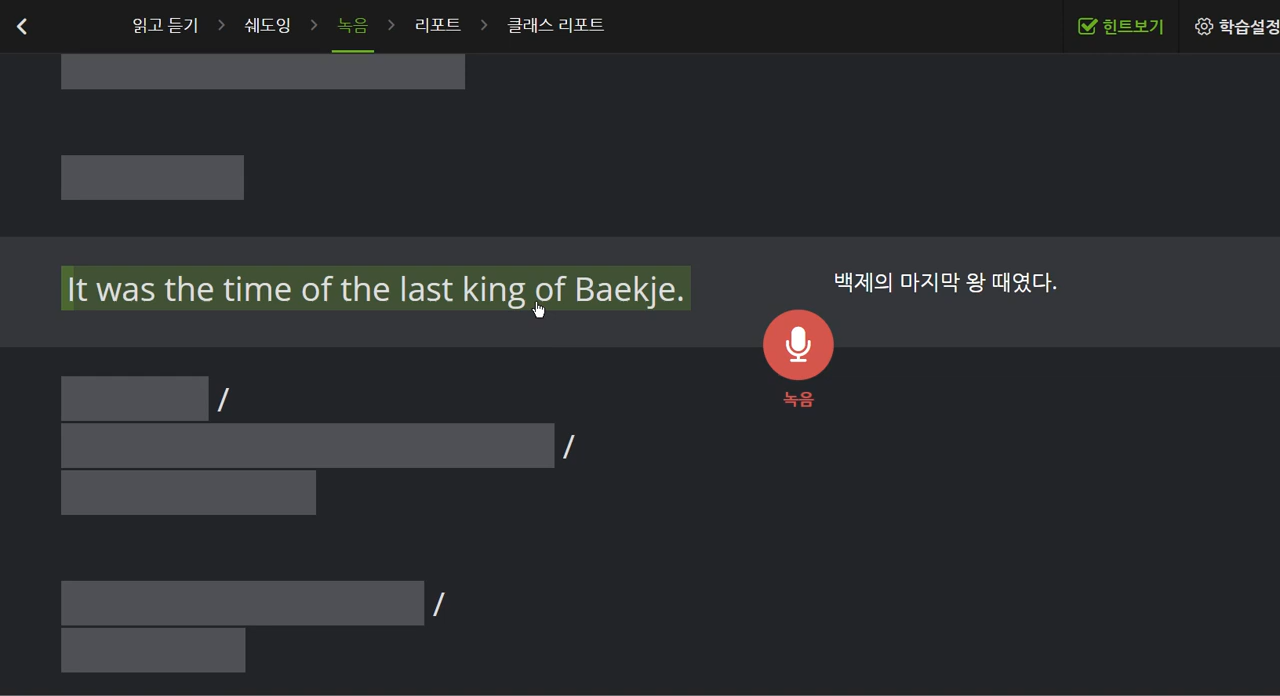 읽고 듣기 > 쉐도잉 > 녹음 > 리포트 > 클래스 리포트
힌트보기
학습설정
It was the time of the last king of Baekje.
백제의 마지막 왕 때였다.
녹음
/
/
/